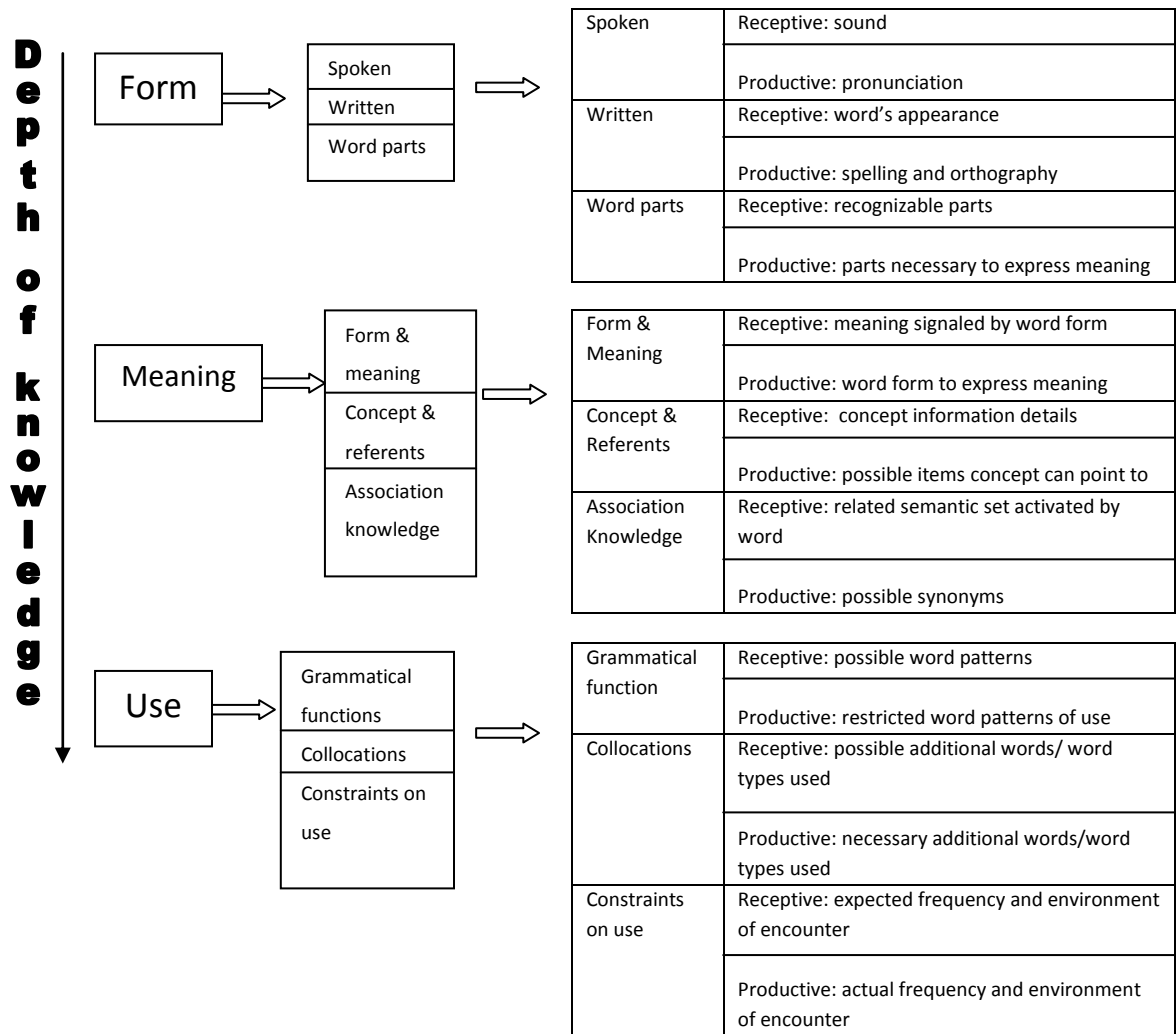 Depth of knowledge
Form
Spoken
Written
Word parts
Spoken
Receptive: sound
Productive: pronunciation
Written
Receptive: word's appearance
Productive: spelling and orthography
Word parts
Receptive: recognizable parts
Productive: parts necessary to express meaning
Meaning
Form &
meaning
Concept &
referents
Association
knowledge
Form &
Meaning
Receptive: meaning signaled by word form
Productive: word form to express meaning
Concept &
Referents
Receptive:  concept information details
Productive: possible items concept can point to
Association
Knowledge
Receptive: related semantic set activated by
word
Productive: possible synonyms
Use
Grammatical
functions
Collocations
Constraints on
use
Grammatical
function
Receptive: possible word patterns
Productive: restricted word patterns of use
Collocations
Receptive: possible additional words/ word
types used
Productive: necessary additional words/word
types used
Constraints
on use
Receptive: expected frequency and environment
of encounter
Productive: actual frequency and environment
of encounter